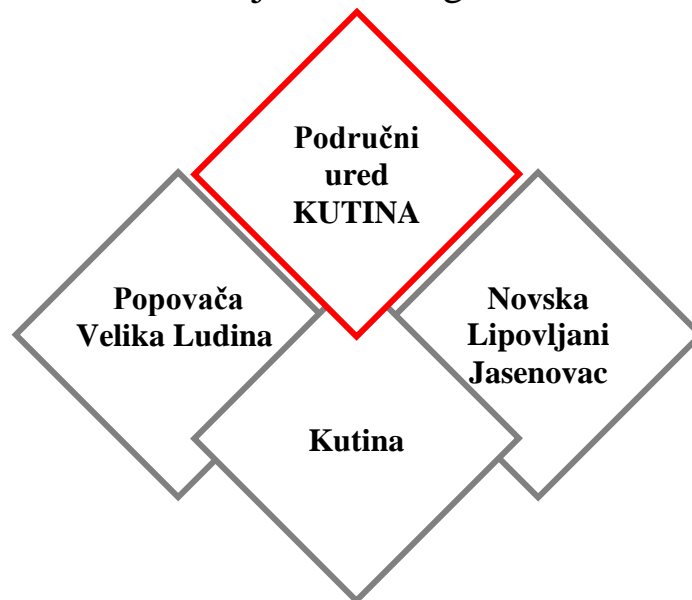 Područni
ured
KUTINA
Popovača
Velika Ludina
Novska
Lipovljani
Jasenovac
Kutina